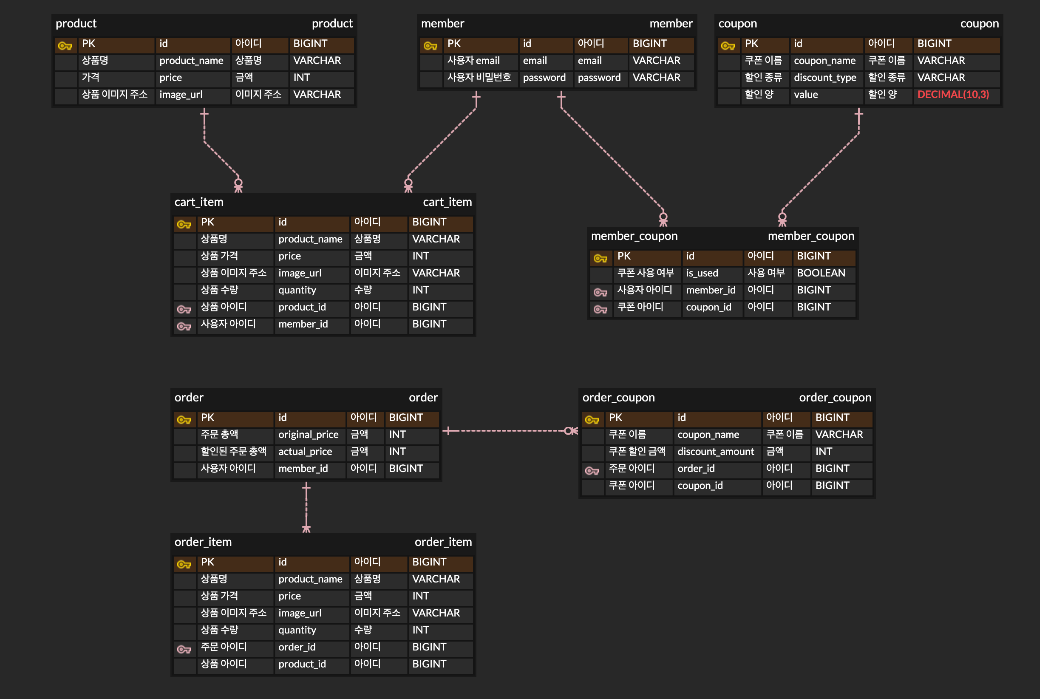 product product
PK id 아이디 BIGINT
상품명 product_name 상품명 VARCHAR
가격 price 금액 INT
상품 이미지 주소 image_url 이미지 주소 VARCHAR
member member
PK id 아이디 BIGINT
사용자 email email email VARCHAR
사용자 비밀번호 password password VARCHAR
coupon coupon
PK id 아이디 BIGINT
쿠폰 이름 coupon_name 쿠폰 이름 VARCHAR
할인 종류 discount_type 할인 종류 VARCHAR
할인 양 value 할인 양 DECIMAL(10,3)
cart_item cart_item
PK id 아이디 BIGINT
상품명 product_name 상품명 VARCHAR
상품 가격 price 금액 INT
상품 이미지 주소 image_url 이미지 주소 VARCHAR
상품 수량 quantity 수량 INT
상품 아이디 product_id 아이디 BIGINT
사용자 아이디 member_id 아이디 BIGINT
member_coupon member_coupon
PK id 아이디 BIGINT
쿠폰 사용 여부 is_used 사용 여부 BOOLEAN
사용자 아이디 member_id 아이디 BIGINT
쿠폰 아이디 coupon_id 아이디 BIGINT
order order
PK id 아이디 BIGINT
주문 총액 original_price 금액 INT
할인된 주문 총액 actual_price 금액 INT
사용자 아이디 member_id 아이디 BIGINT
order_coupon order_coupon
PK id 아이디 BIGINT
쿠폰 이름 coupon_name 쿠폰 이름 VARCHAR
쿠폰 할인 금액 discount_amount 금액 INT
주문 아이디 order_id 아이디 BIGINT
쿠폰 아이디 coupon_id 아이디 BIGINT
order_item order_item
PK id 아이디 BIGINT
상품명 product_name 상품명 VARCHAR
상품 가격 price 금액 INT
상품 이미지 주소 image_url 이미지 주소 VARCHAR
상품 수량 quantity 수량 INT
주문 아이디 order_id 아이디 BIGINT
상품 아이디 product_id 아이디 BIGINT